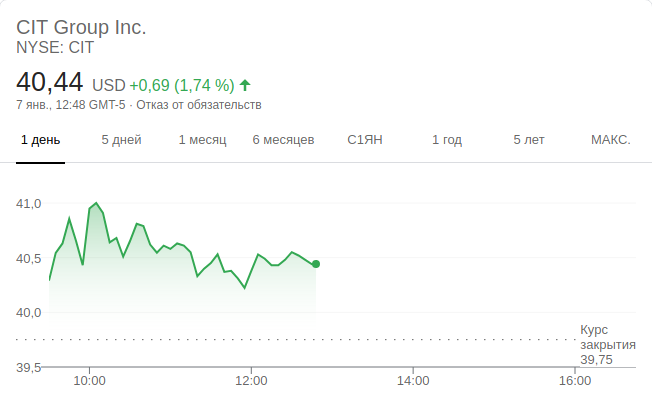 CIT Group Inc.
NYSE: CIT
40,44 USD +0,69 (1,74 %)
7 янв., 12:48 GMT-5 · Отказ от обязательств
1 день 5 дней 1 месяц 6 месяцев С1ЯН 1 год 5 лет МАКС.
41,0
40,5
40,0
Курс
закрытия
39,75
39,5
10:00 12:00 14:00 16:00